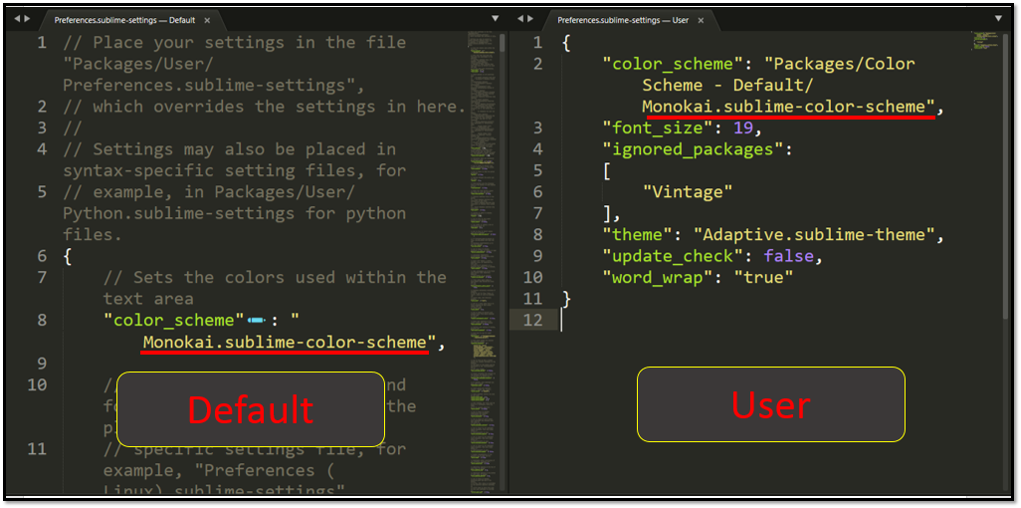 Preferences.sublime-settings — Default ×
1 // Place your settings in the file
"Packages/User/
Preferences.sublime-settings",
2 // which overrides the settings in here.
3 //
4 // Settings may also be placed in
syntax-specific setting files, for
5 // example, in Packages/User/
Python.sublime-settings for python
files.
6 {
7 // Sets the colors used within the
text area
8 "color_scheme" : "
Monokai.sublime-color-scheme",
9
10 //
the
11 // specific settings file, for
example, "Preferences (
Linux).sublime-settings"
Default
Preferences.sublime-settings — User ×
1 {
2 "color_scheme": "Packages/Color
Scheme - Default/
Monokai.sublime-color-scheme",
3 "font_size": 19,
4 "ignored_packages":
5 [
6 "Vintage"
7 ],
8 "theme": "Adaptive.sublime-theme",
9 "update_check": false,
10 "word_wrap": "true"
11 }
12
User